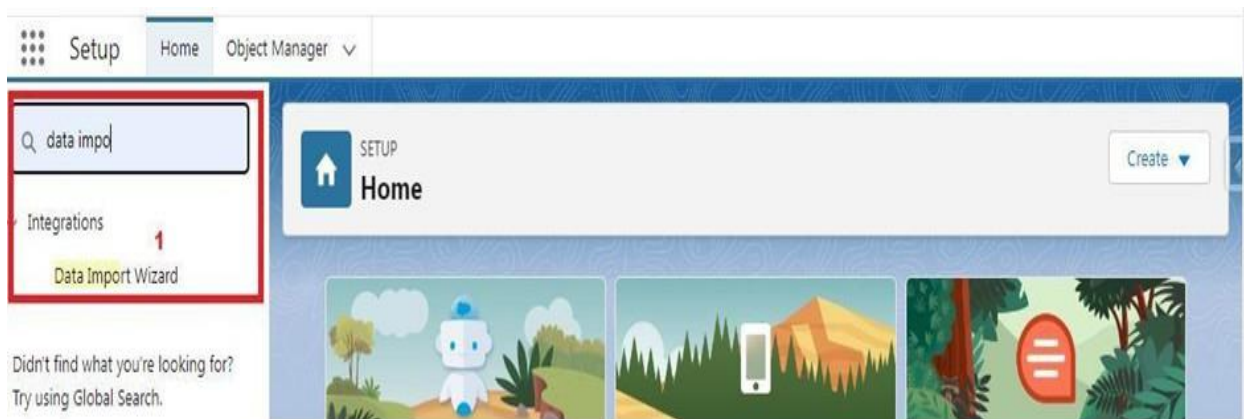 Setup Home Object Manager
data impo
SETUP
Home
Create
Integrations
1
Data Import Wizard
Didn't find what you're looking for?
Try using Global Search.